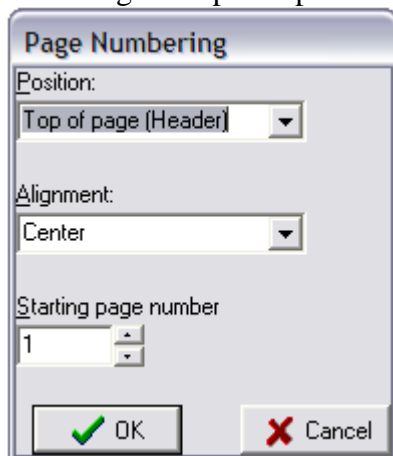 Page Numbering
Position:
Top of page (Header)
Alignment:
Center
Starting page number
1
OK
Cancel